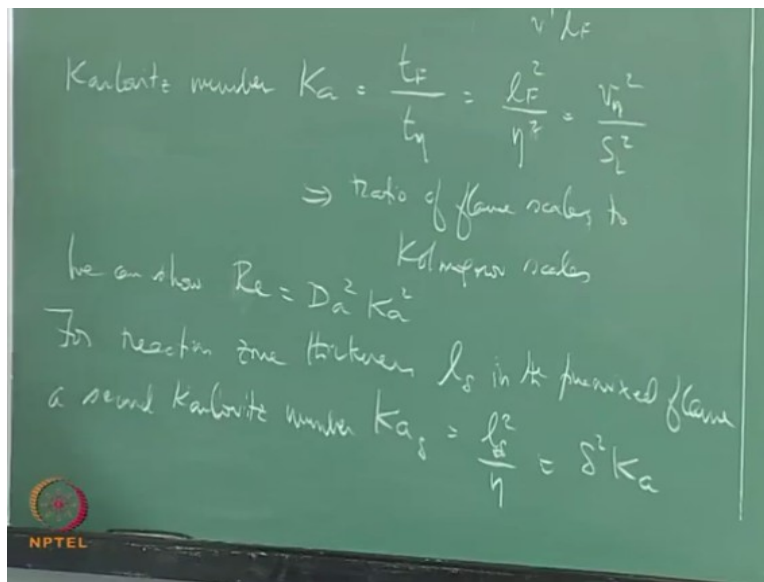 v' l_F
Karlovitz number Ka = t_F / t_η = l_F² / η² = v_η² / S_L²
⇒ ratio of flame scales to
Kolmogorov scales
We can show Re = Da² Ka²
For reaction zone thickness l_δ in the premixed flame
a second Karlovitz number Ka_δ = l_δ² / η = δ² Ka
NPTEL